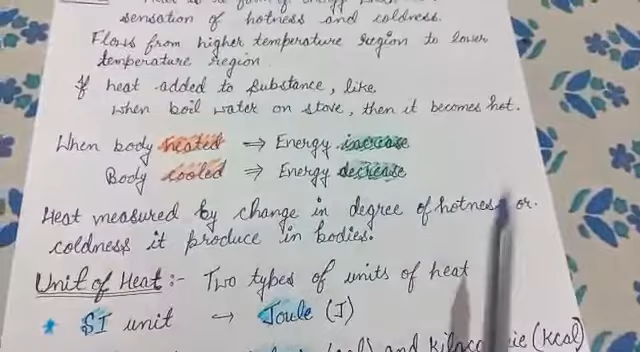 sensation of hotness and coldness.
Flows from higher temperature region to lower
temperature region.
If heat added to substance, like
when boil water on stove, then it becomes hot.
When body heated ⇒ Energy increase
Body cooled ⇒ Energy decrease
Heat measured by change in degree of hotness or
coldness it produce in bodies.
Unit of Heat :- Two types of units of heat
* SI unit → Joule (J)
and (Kcal)